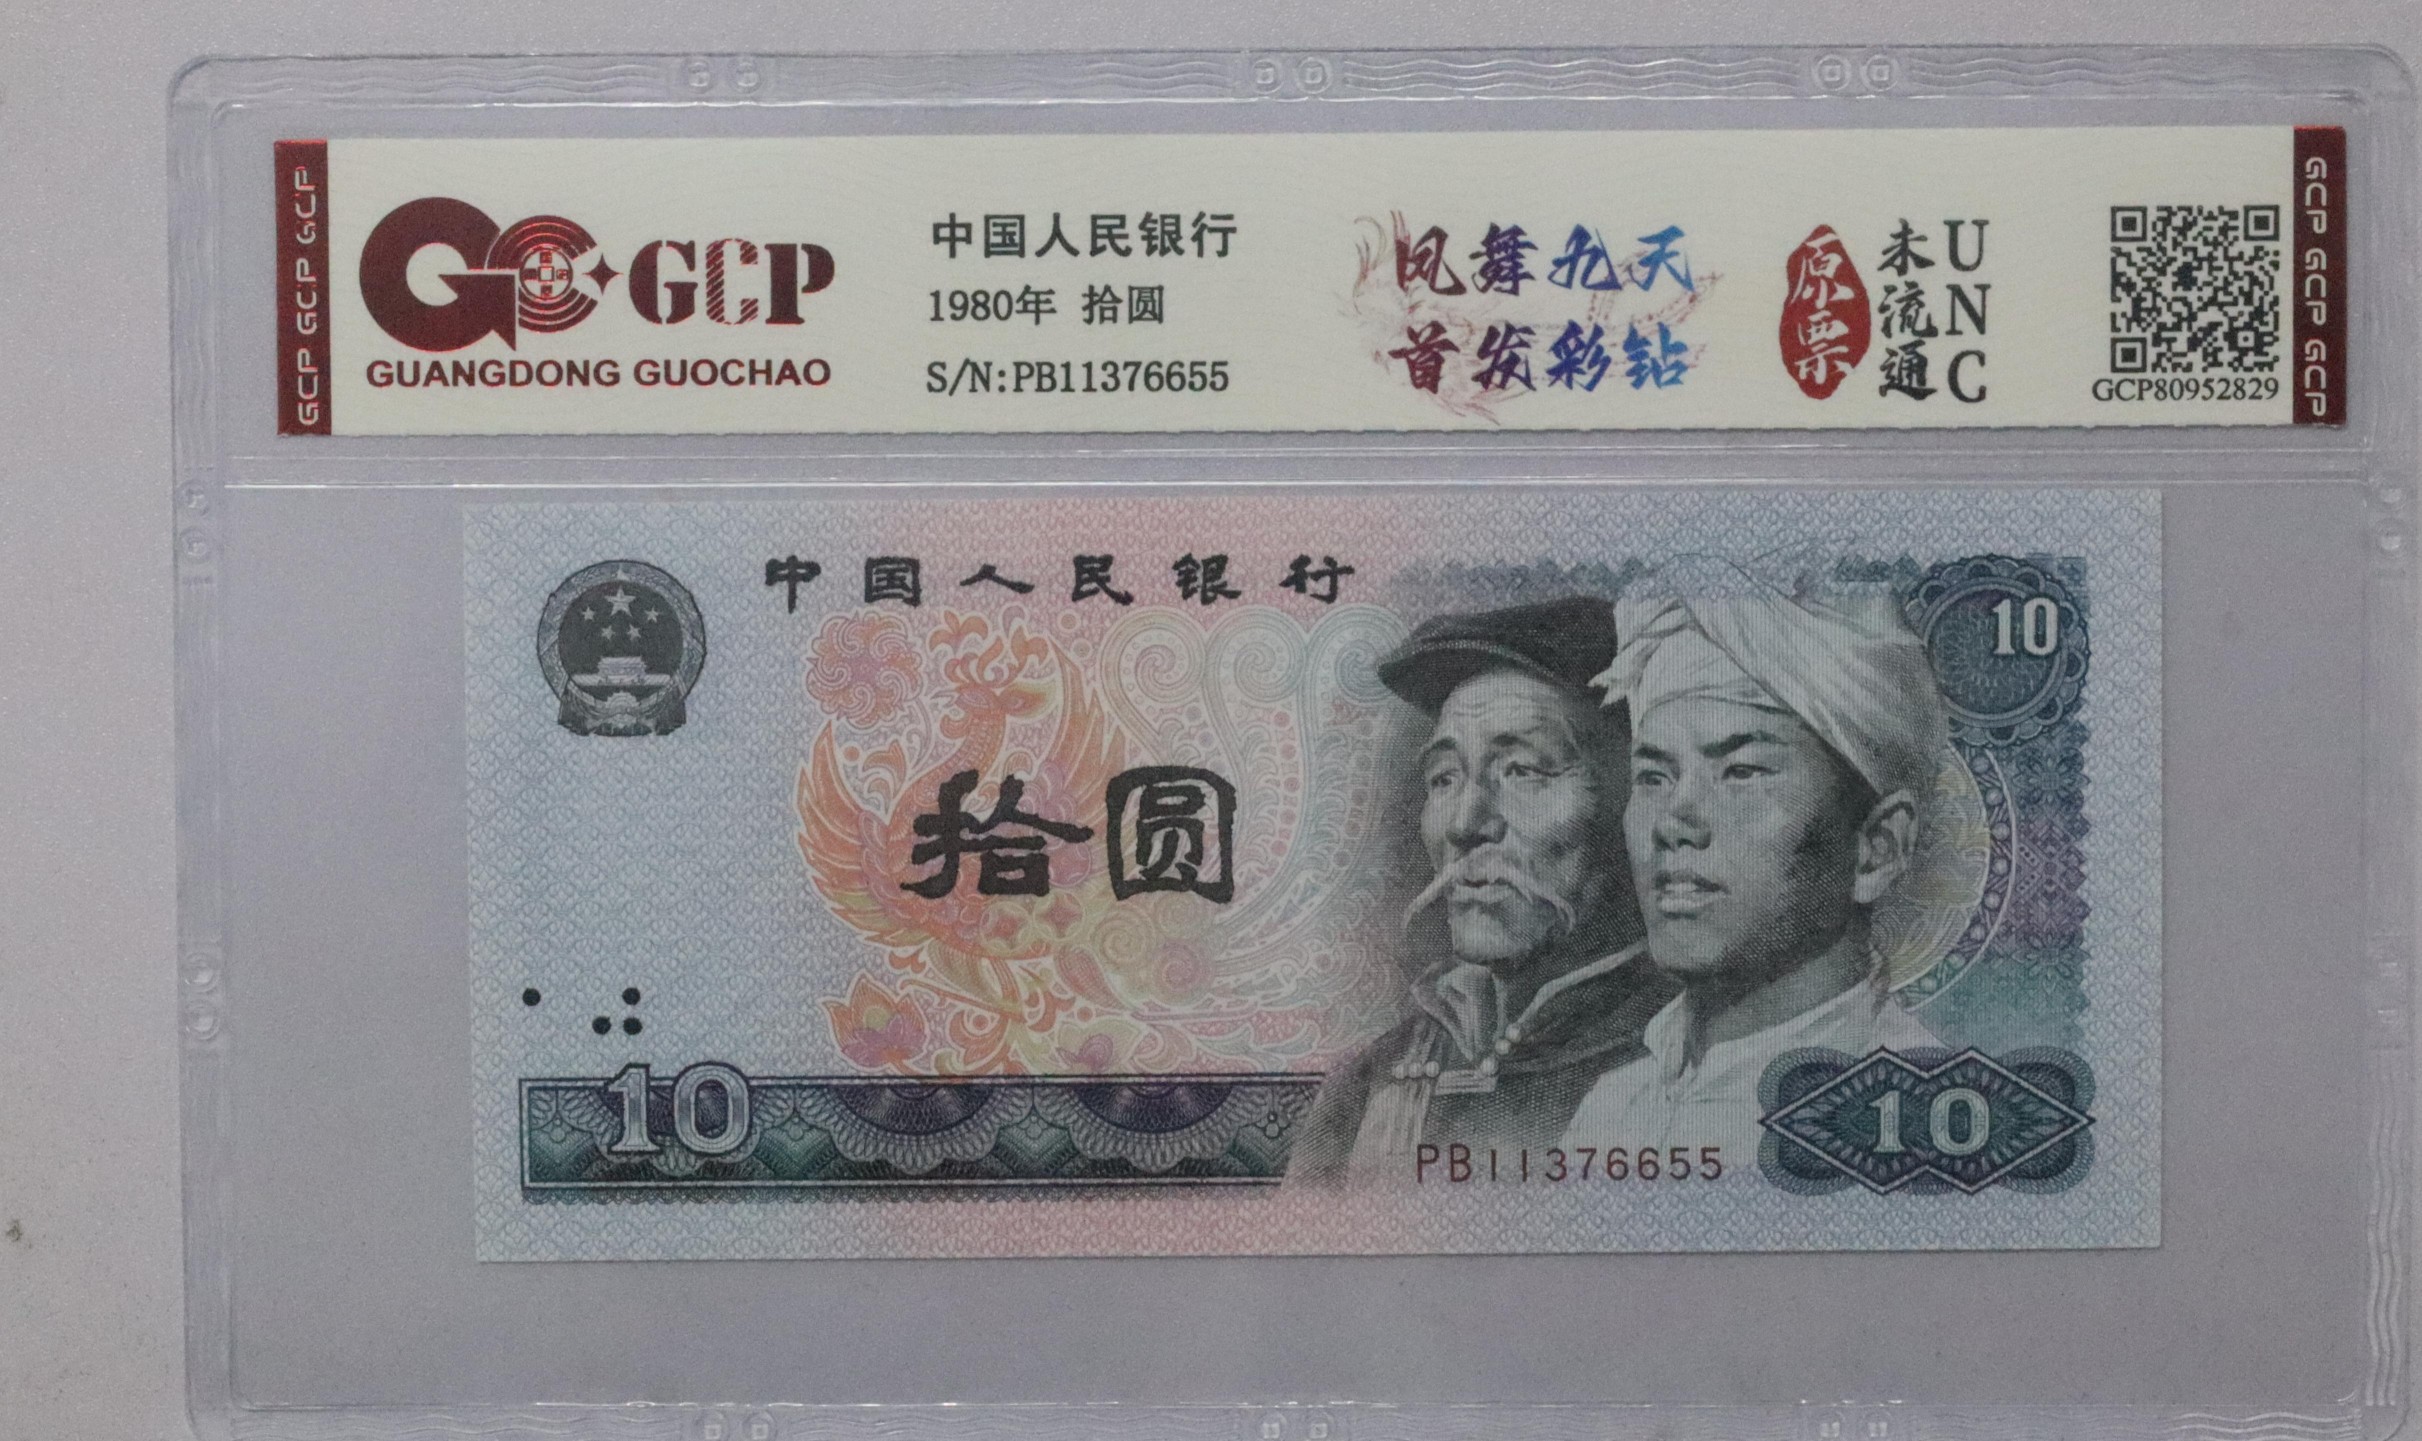 GCP GCP GCP
GCP
GUANGDONG GUOCHAO
中国人民银行
1980年 拾圆
S/N:PB11376655
凤舞九天
首发彩钻
原票
未流通
UNC
GCP80952829
GCP GCP GCP
中国人民银行
10
拾圆
10
PB11376655
10